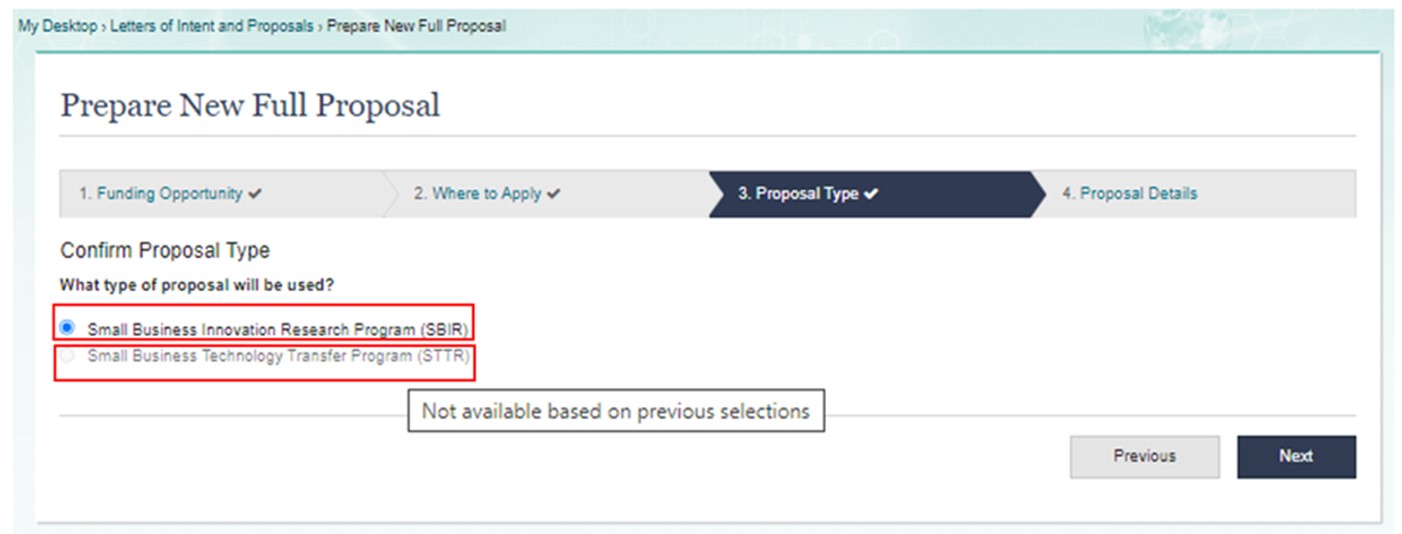 My Desktop › Letters of Intent and Proposals › Prepare New Full Proposal
Prepare New Full Proposal
1. Funding Opportunity ✔ 2. Where to Apply ✔ 3. Proposal Type ✔ 4. Proposal Details
Confirm Proposal Type
What type of proposal will be used?
Small Business Innovation Research Program (SBIR)
Small Business Technology Transfer Program (STTR)
Not available based on previous selections
Previous Next